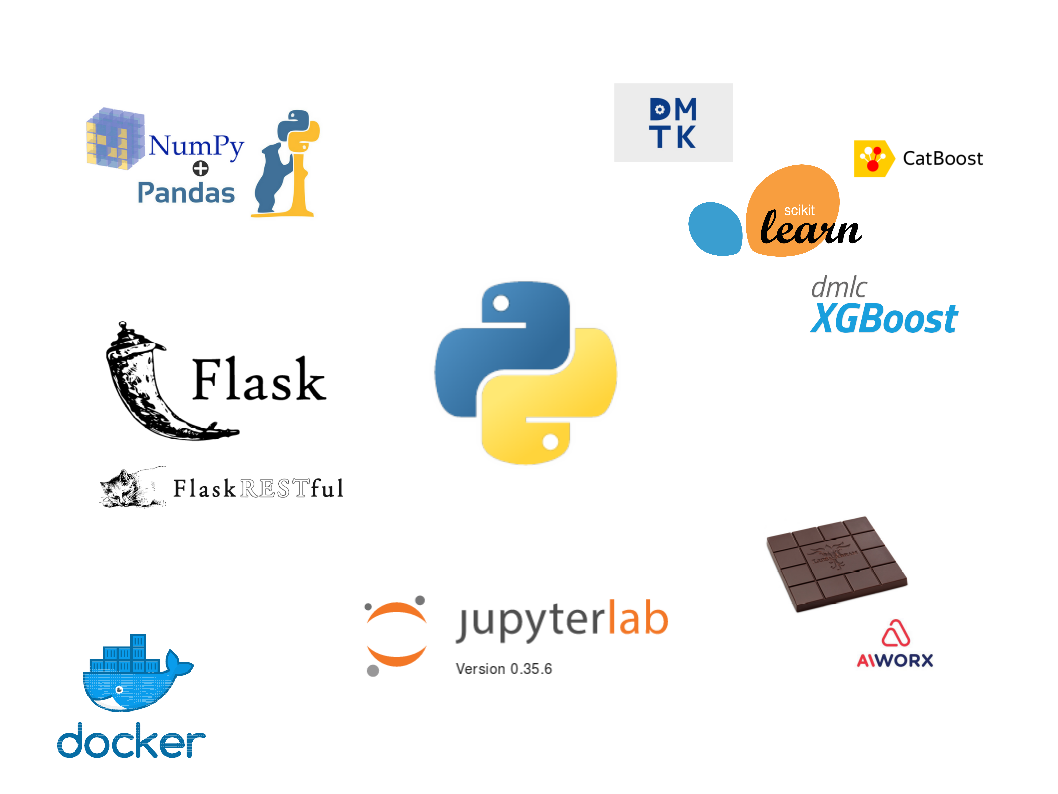 NumPy
+
Pandas
DM
TK
CatBoost
scikit
learn
dmlc
XGBoost
Flask
FlaskRESTful
jupyterlab
Version 0.35.6
AIWORX
docker